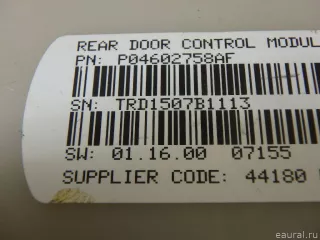 REAR DOOR CONTROL MODUL
PN: P04602758AF
SN: TRD1507B1113
SW: 01.16.00 07155
SUPPLIER CODE: 44180
© eaural.ru